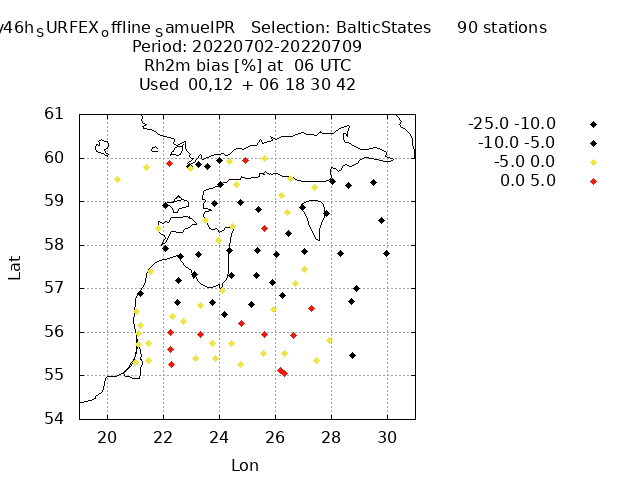 y46h_SURFEX_offline_samuelPR Selection: BalticStates 90 stations
Period: 20220702-20220709
Rh2m bias [%] at 06 UTC
Used 00,12 + 06 18 30 42
-25.0 -10.0
-10.0 -5.0
-5.0 0.0
0.0 5.0
61
60
59
58
57
56
55
54
Lat
20 22 24 26 28 30
Lon